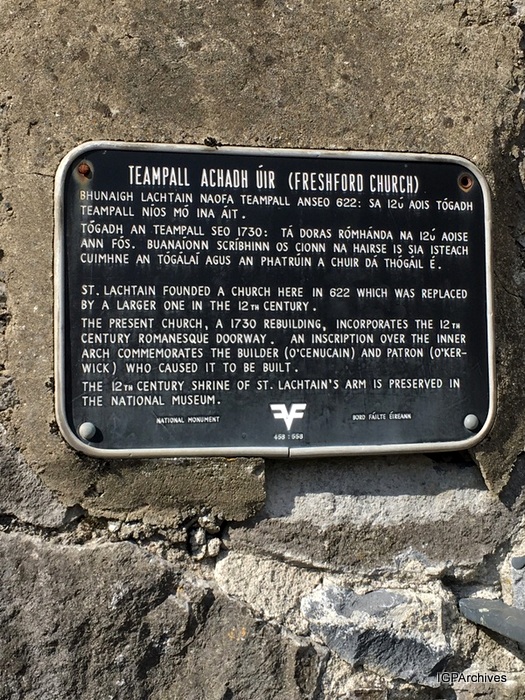 TEAMPALL ACHADH ÚIR (FRESHFORD CHURCH)
BHUNAIGH LACHTAIN NAOFA TEAMPALL ANSEO 622: SA 12ú AOIS TÓGADH
TEAMPALL NÍOS MÓ INA ÁIT.
TÓGADH AN TEAMPALL SEO 1730: TÁ DORAS RÓMHÁNDA NA 12ú AOISE
ANN FÓS. BUANAÍONN SCRÍBHINN OS CIONN NA HAIRSE IS SIA ISTEACH
CUIMHNE AN TÓGÁLAÍ AGUS AN PHATRÚIN A CHUIR DÁ THÓGÁIL É.
ST. LACHTAIN FOUNDED A CHURCH HERE IN 622 WHICH WAS REPLACED
BY A LARGER ONE IN THE 12TH CENTURY.
THE PRESENT CHURCH, A 1730 REBUILDING, INCORPORATES THE 12TH
CENTURY ROMANESQUE DOORWAY. AN INSCRIPTION OVER THE INNER
ARCH COMMEMORATES THE BUILDER (O'CENUCAIN) AND PATRON (O'KER-
WICK) WHO CAUSED IT TO BE BUILT.
THE 12TH CENTURY SHRINE OF ST. LACHTAIN'S ARM IS PRESERVED IN
THE NATIONAL MUSEUM.
NATIONAL MONUMENT BORD FÁILTE ÉIREANN
458 : 558
IGPArchives